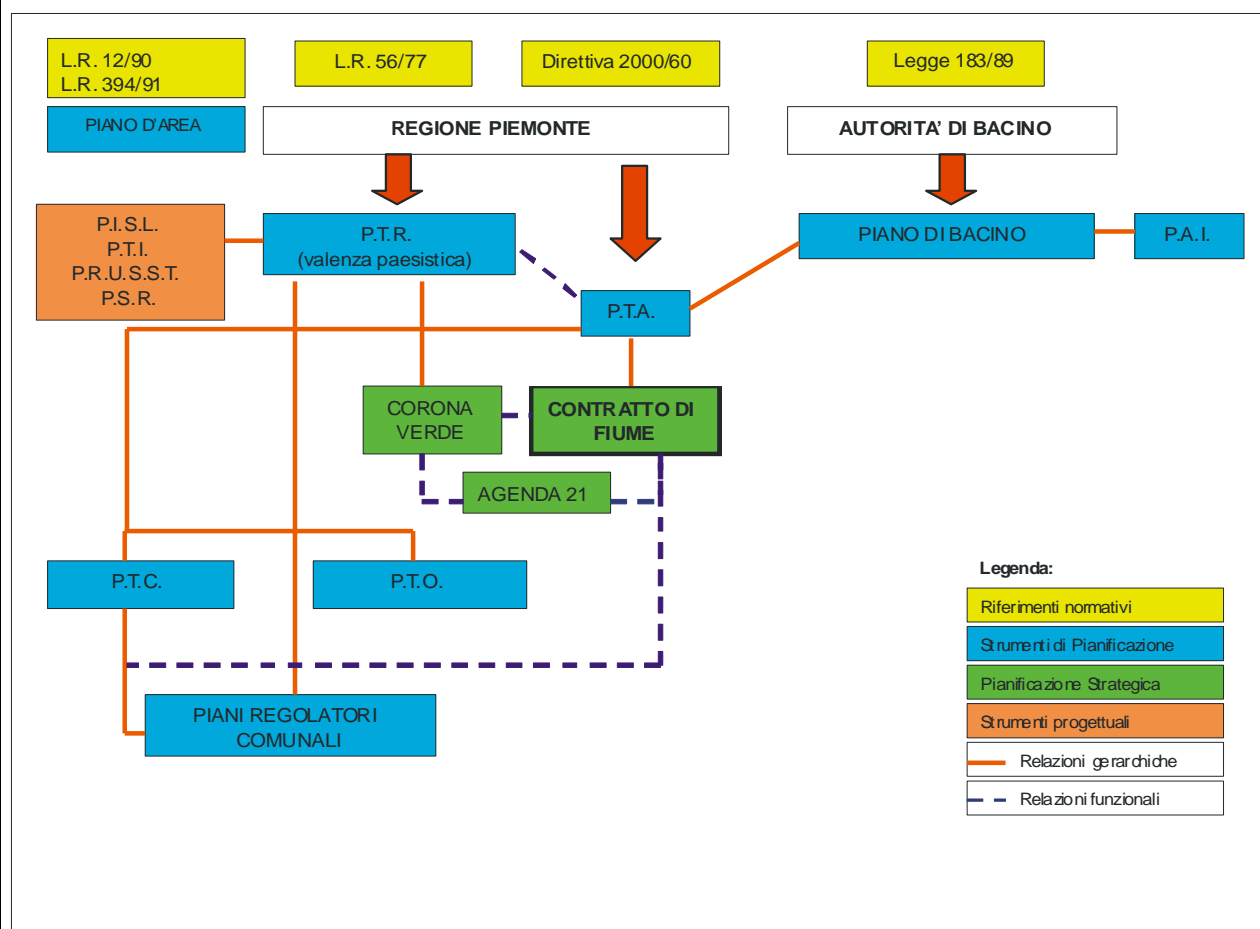 L.R. 12/90
L.R. 394/91
L.R. 56/77
Direttiva 2000/60
Legge 183/89
PIANO D'AREA
REGIONE PIEMONTE
AUTORITA' DI BACINO
P.I.S.L.
P.T.I.
P.R.U.S.S.T.
P.S.R.
P.T.R.
(valenza paesistica)
PIANO DI BACINO
P.A.I.
P.T.A.
CORONA
VERDE
CONTRATTO DI
FIUME
AGENDA 21
P.T.C.
P.T.O.
PIANI REGOLATORI
COMUNALI
Legenda:
Riferimenti normativi
Strumenti di Pianificazione
Pianificazione Strategica
Strumenti progettuali
Relazioni gerarchiche
Relazioni funzionali